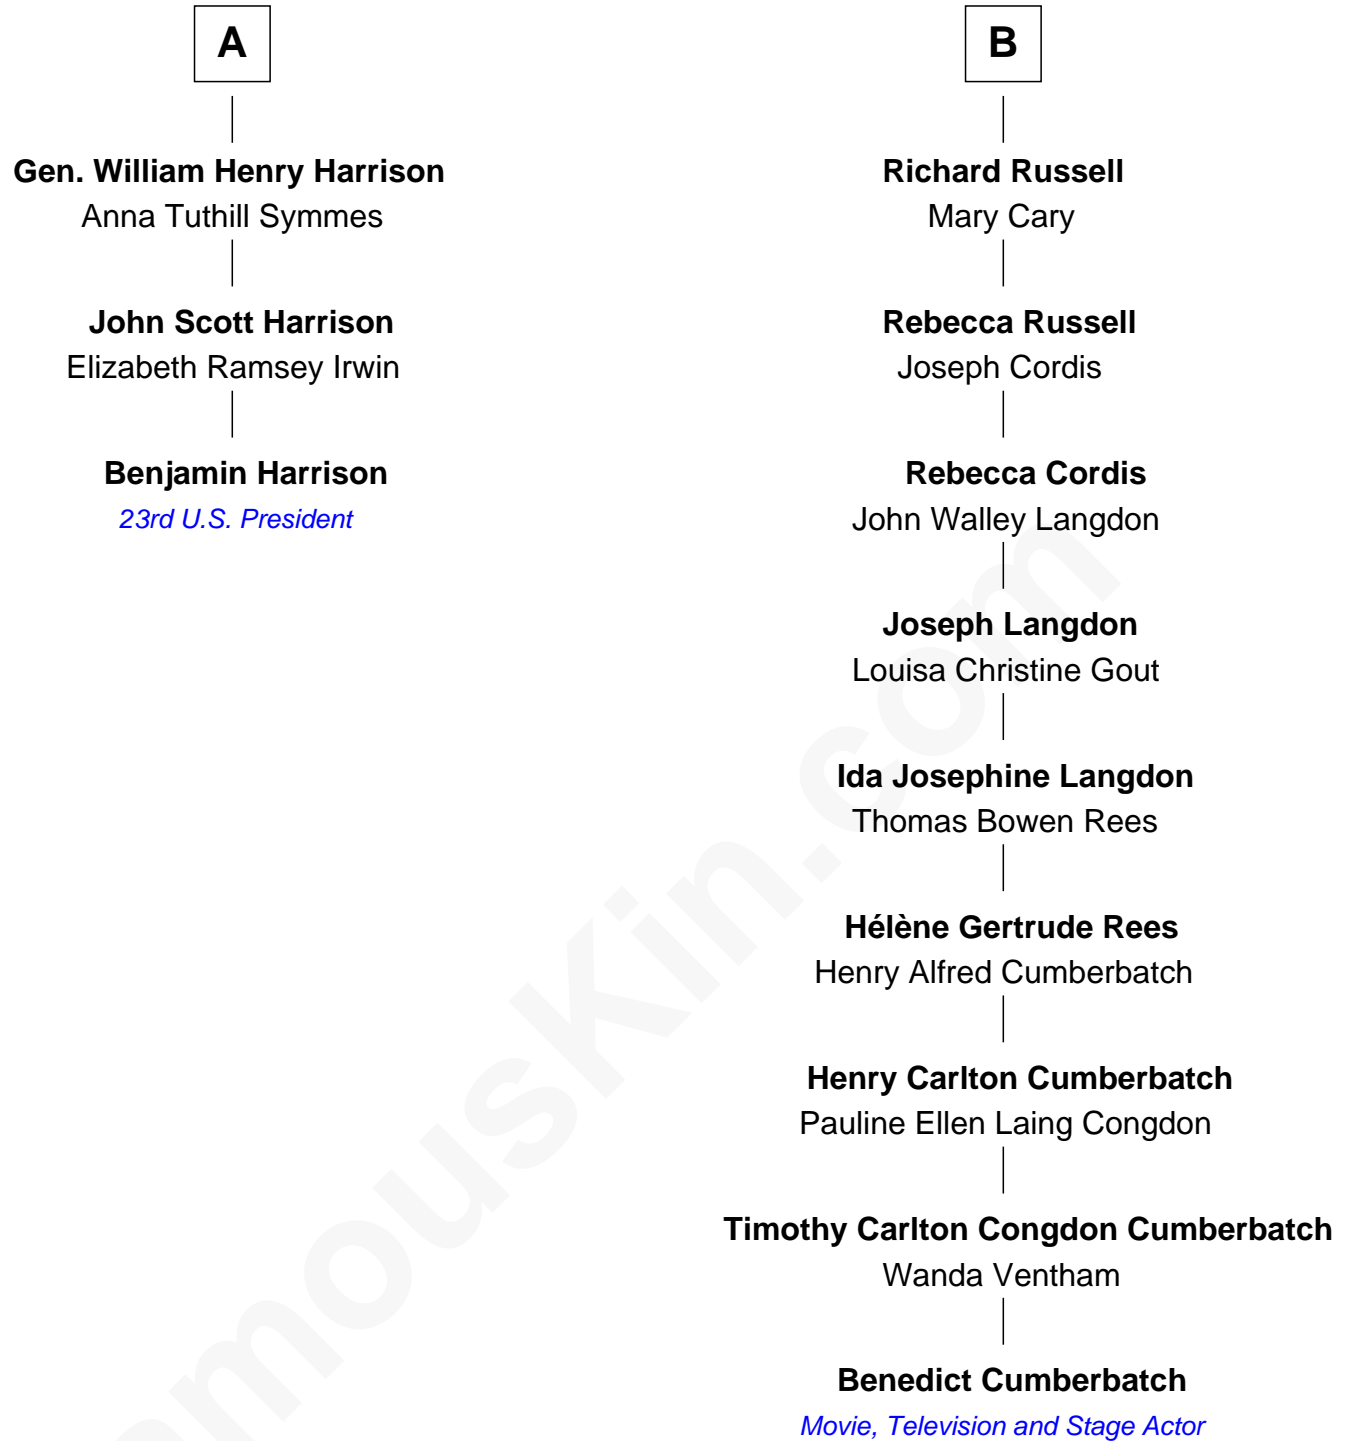 A
Gen. William Henry Harrison
Anna Tuthill Symmes
John Scott Harrison
Elizabeth Ramsey Irwin
Benjamin Harrison
23rd U.S. President
B
Richard Russell
Mary Cary
Rebecca Russell
Joseph Cordis
Rebecca Cordis
John Walley Langdon
Joseph Langdon
Louisa Christine Gout
Ida Josephine Langdon
Thomas Bowen Rees
Hélène Gertrude Rees
Henry Alfred Cumberbatch
Henry Carlton Cumberbatch
Pauline Ellen Laing Congdon
Timothy Carlton Congdon Cumberbatch
Wanda Ventham
Benedict Cumberbatch
Movie, Television and Stage Actor
amousKin.com